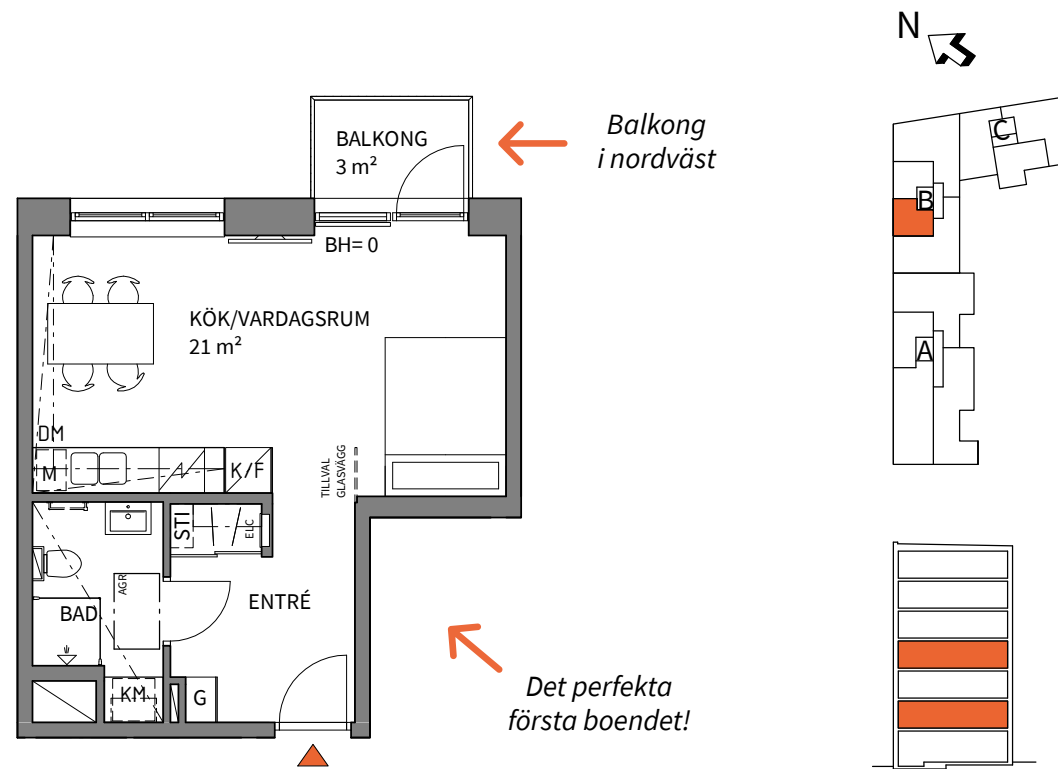 N
BALKONG
3 m²
Balkong
i nordväst
C
B
BH= 0
KÖK/VARDAGSRUM
21 m²
A
DM
M
K/F
TILLVAL
GLASVÄGG
STI
ELC
AGR
BAD
ENTRÉ
KM
G
Det perfekta
första boendet!